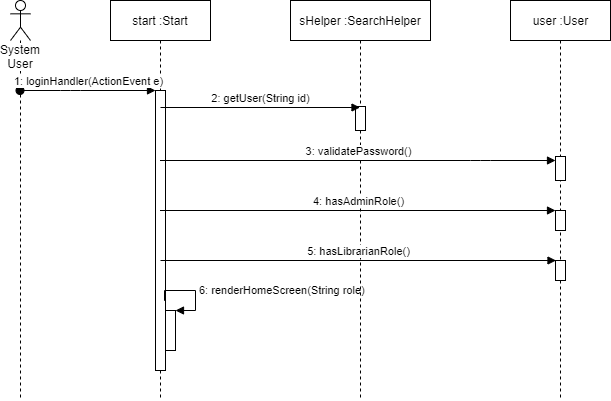 start :Start
sHelper :SearchHelper
user :User
System
User
1: loginHandler(ActionEvent e)
2: getUser(String id)
3: validatePassword()
4: hasAdminRole()
5: hasLibrarianRole()
6: renderHomeScreen(String role)